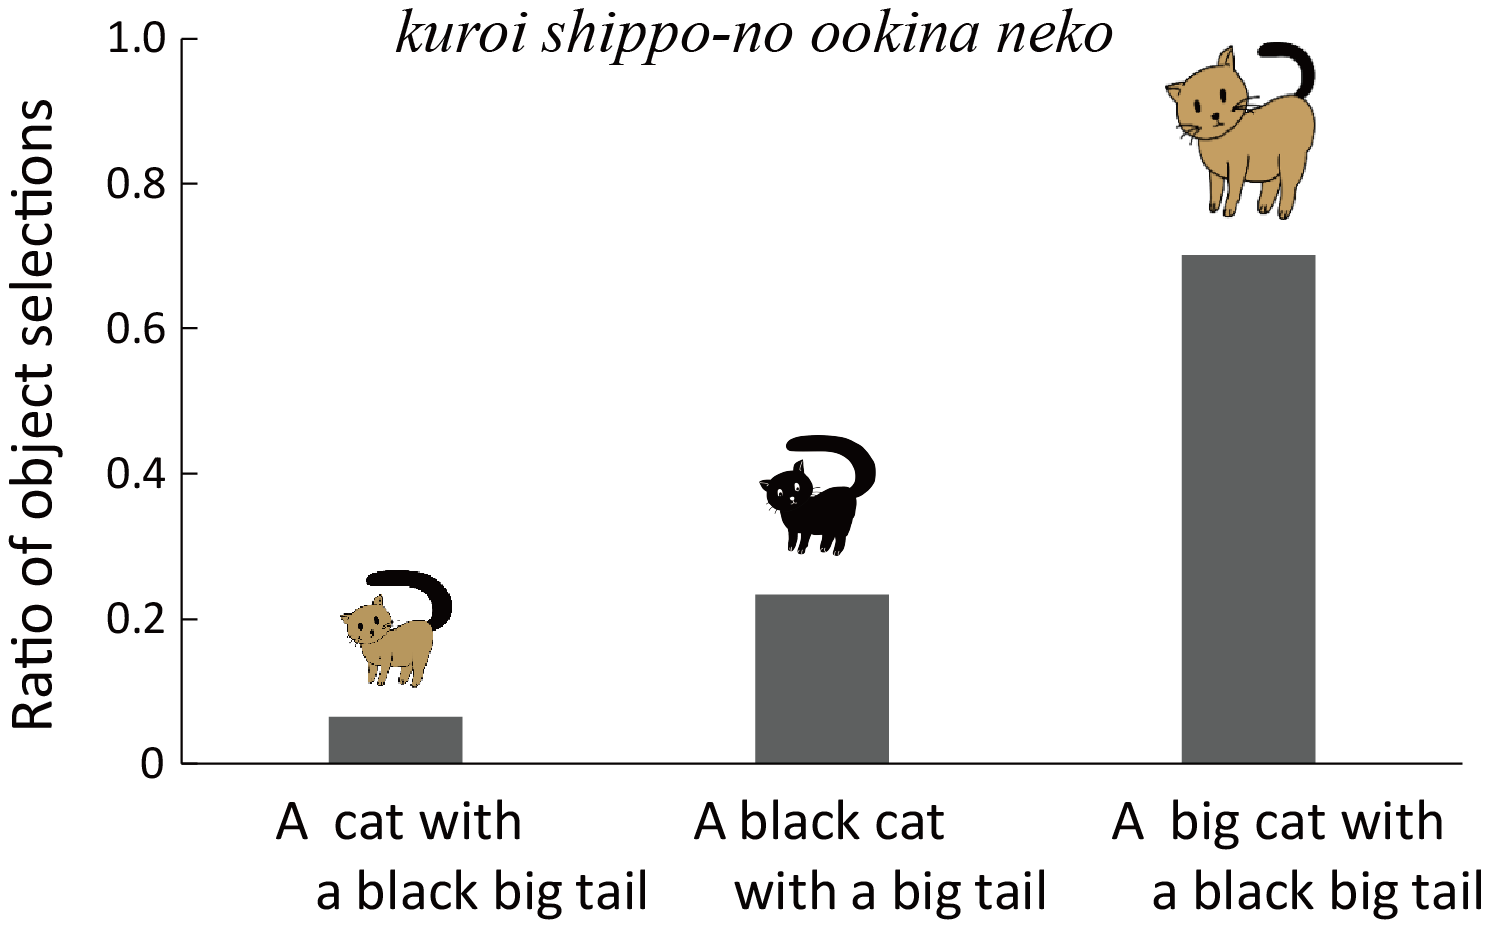 kuroi shippo-no ookina neko
Ratio of object selections
1.0
0.8
0.6
0.4
0.2
0
A cat with
a black big tail
A black cat
with a big tail
A big cat with
a black big tail